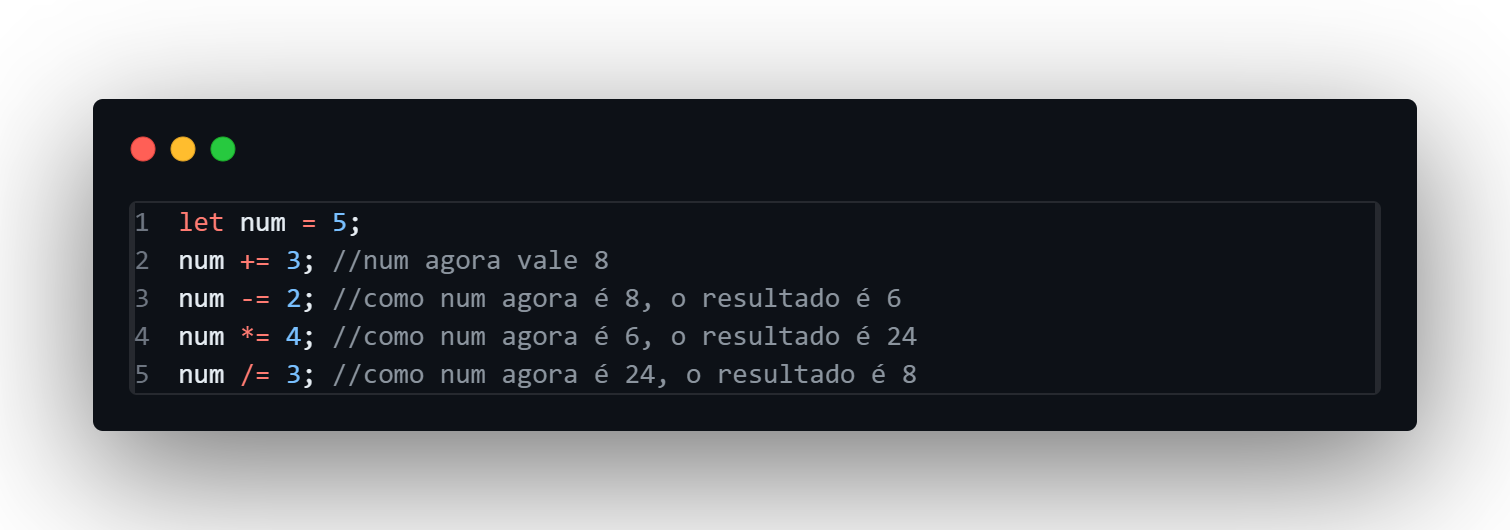 1 let num = 5;
2 num += 3; //num agora vale 8
3 num -= 2; //como num agora é 8, o resultado é 6
4 num *= 4; //como num agora é 6, o resultado é 24
5 num /= 3; //como num agora é 24, o resultado é 8